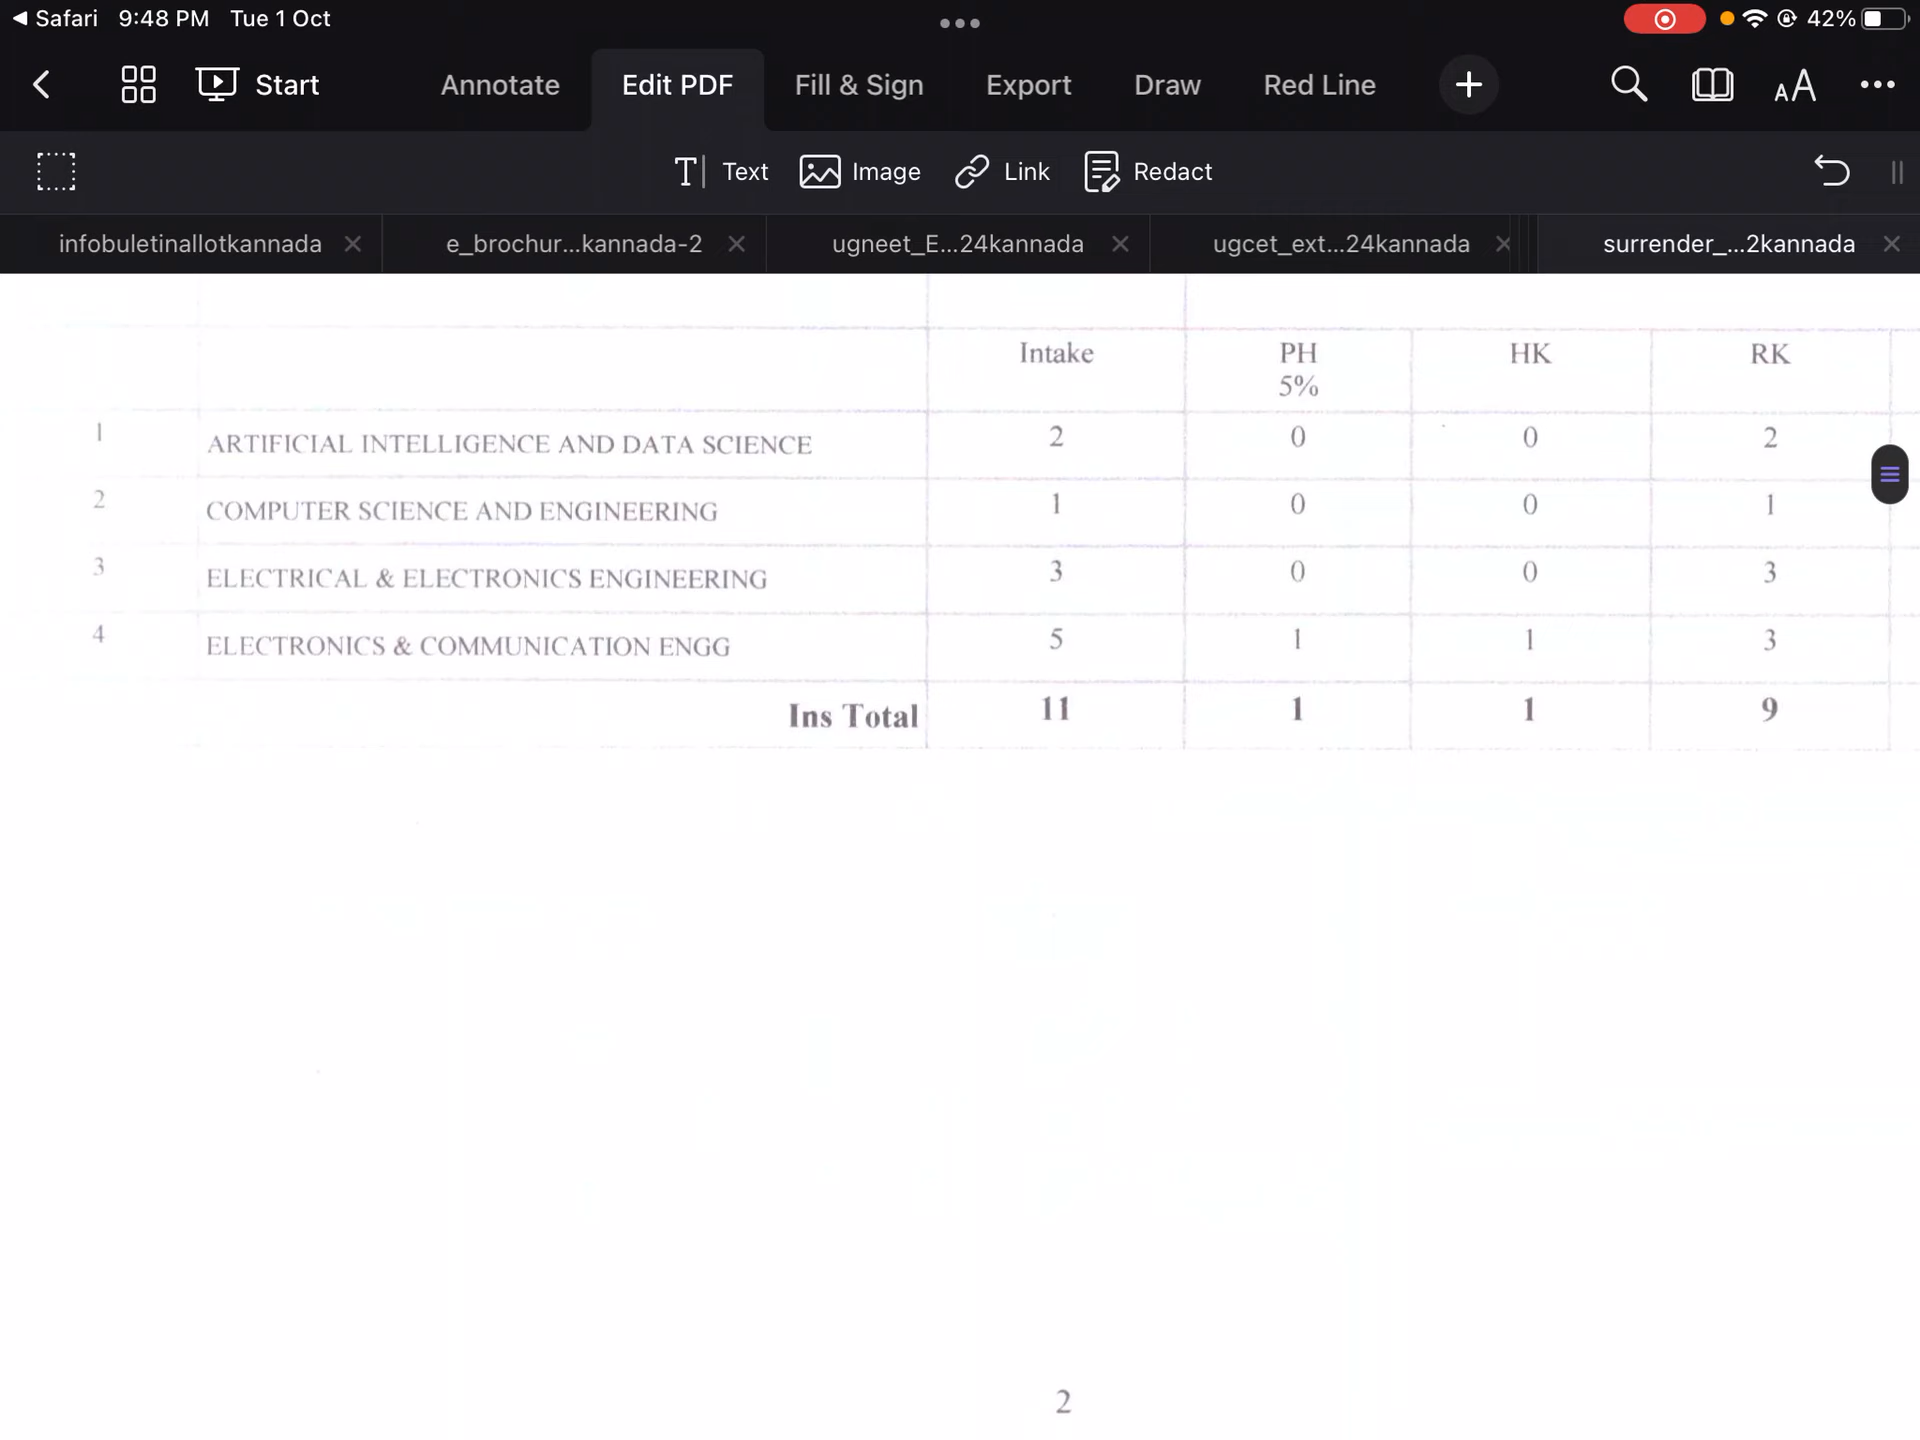 Safari 9:48 PM Tue 1 Oct 42%
Start Annotate Edit PDF Fill & Sign Export Draw Red Line AA
Text Image Link Redact
infobuletinallotkannada e_brochur...kannada-2 ugneet_E...24kannada ugcet_ext...24kannada surrender_...2kannada
Intake PH HK RK
5%
1 ARTIFICIAL INTELLIGENCE AND DATA SCIENCE 2 0 0 2
2 COMPUTER SCIENCE AND ENGINEERING 1 0 0 1
3 ELECTRICAL & ELECTRONICS ENGINEERING 3 0 0 3
4 ELECTRONICS & COMMUNICATION ENGG 5 1 1 3
Ins Total 11 1 1 9
2